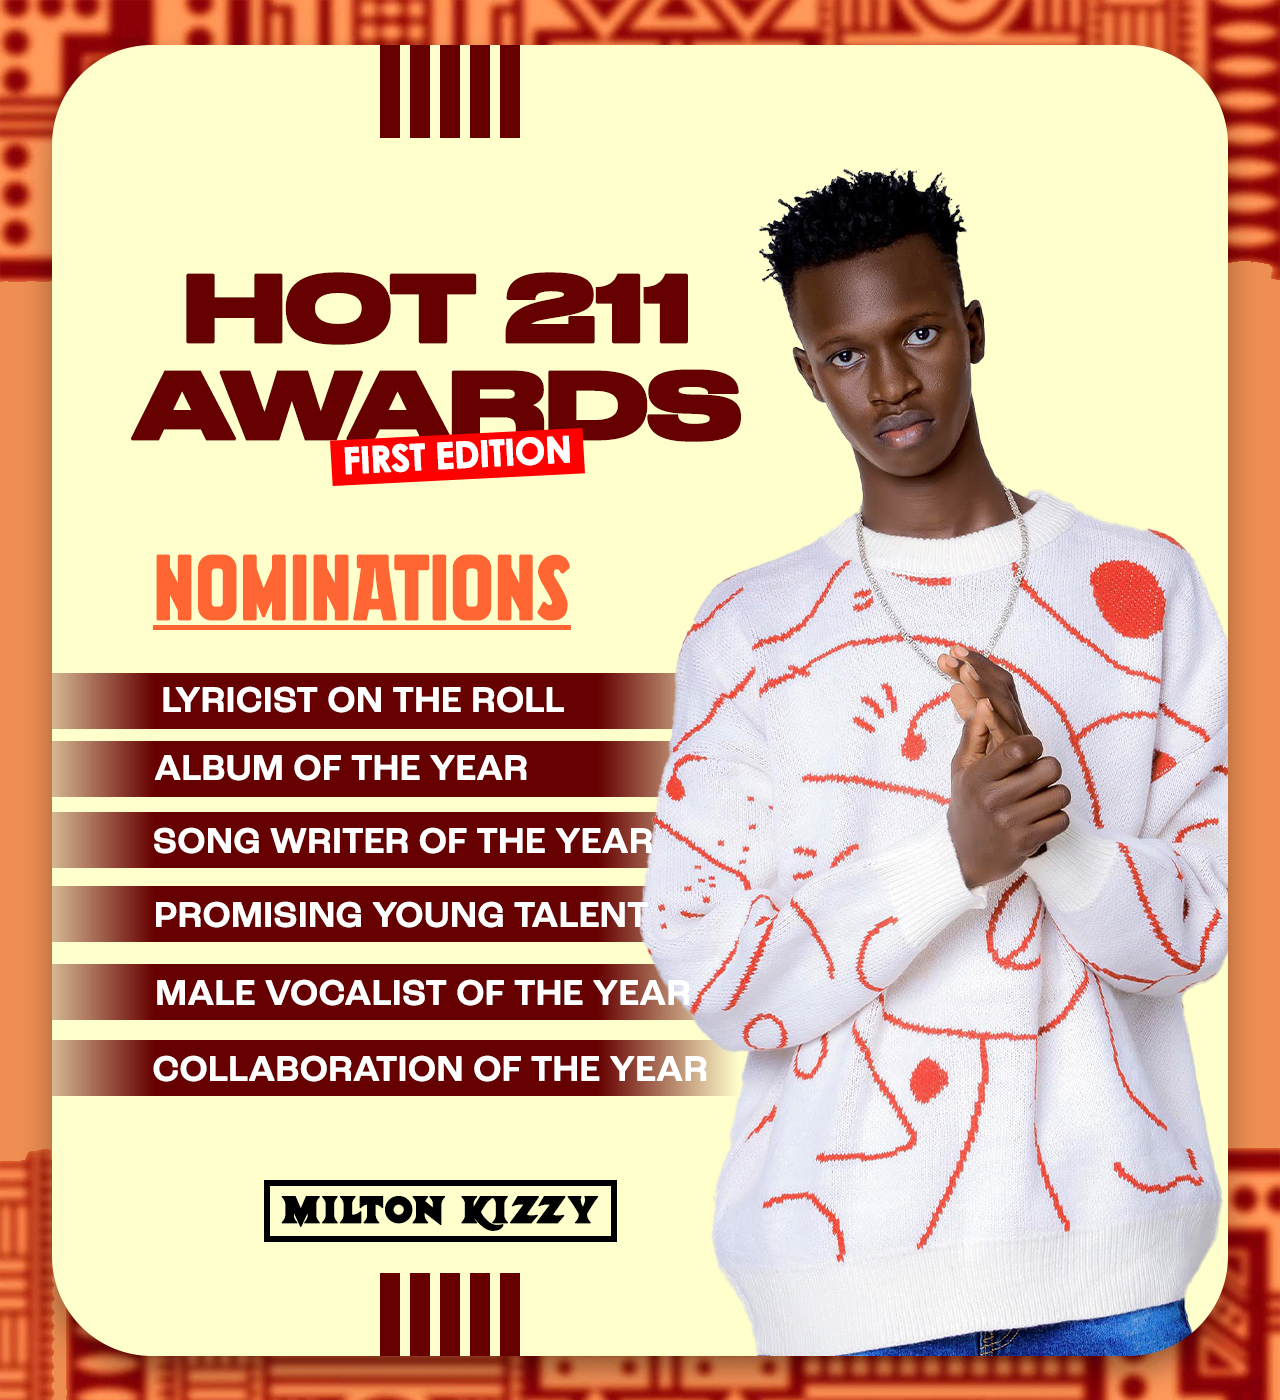 HOT 211
AWARDS
FIRST EDITION
NOMINATIONS
LYRICIST ON THE ROLL
ALBUM OF THE YEAR
SONG WRITER OF THE YEAR
PROMISING YOUNG TALENT
MALE VOCALIST OF THE YEAR
COLLABORATION OF THE YEAR
MILTON KIZZY